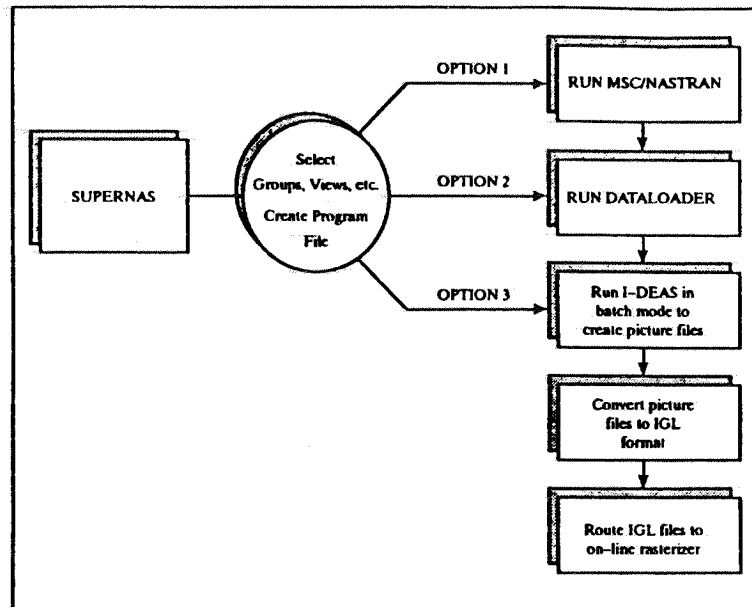 OPTION 1
RUN MSC/NASTRAN
SUPERNAS
Select
Groups, Views, etc.
Create Program
File
OPTION 2
RUN DATALOADER
OPTION 3
Run I-DEAS in
batch mode to
create picture files
Convert picture
files to IGL
format
Route IGL files to
on-line rasterizer